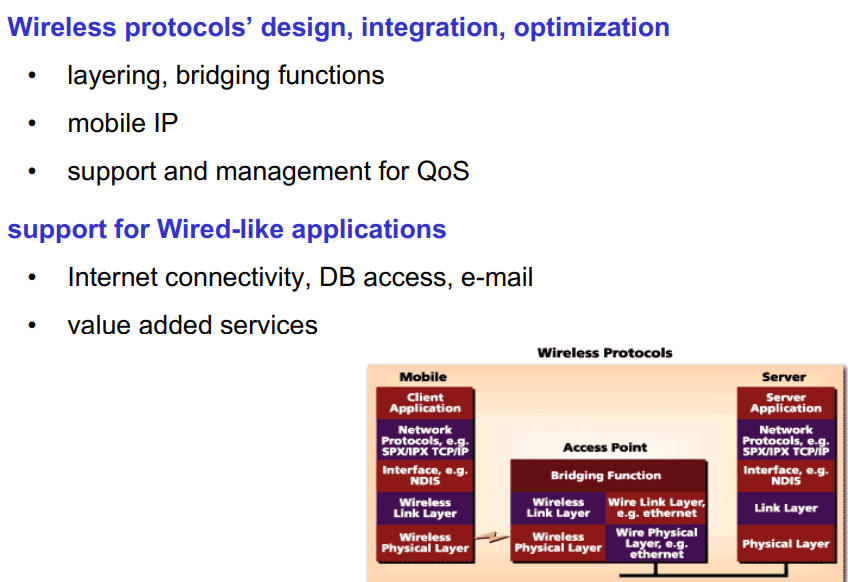 Wireless protocols' design, integration, optimization
• layering, bridging functions
• mobile IP
• support and management for QoS
support for Wired-like applications
• Internet connectivity, DB access, e-mail
• value added services
Wireless Protocols
Mobile
Client
Application
Network
Protocols, e.g.
SPX/IPX TCP/IP
Interface, e.g.
NDIS
Wireless
Link Layer
Wireless
Physical Layer
Access Point
Bridging Function
Wireless
Link Layer
Wire Link Layer,
e.g. ethernet
Wireless
Physical Layer
Wire Physical
Layer, e.g.
ethernet
Server
Server
Application
Network
Protocols, e.g.
SPX/IPX TCP/IP
Interface, e.g.
NDIS
Link Layer
Physical Layer